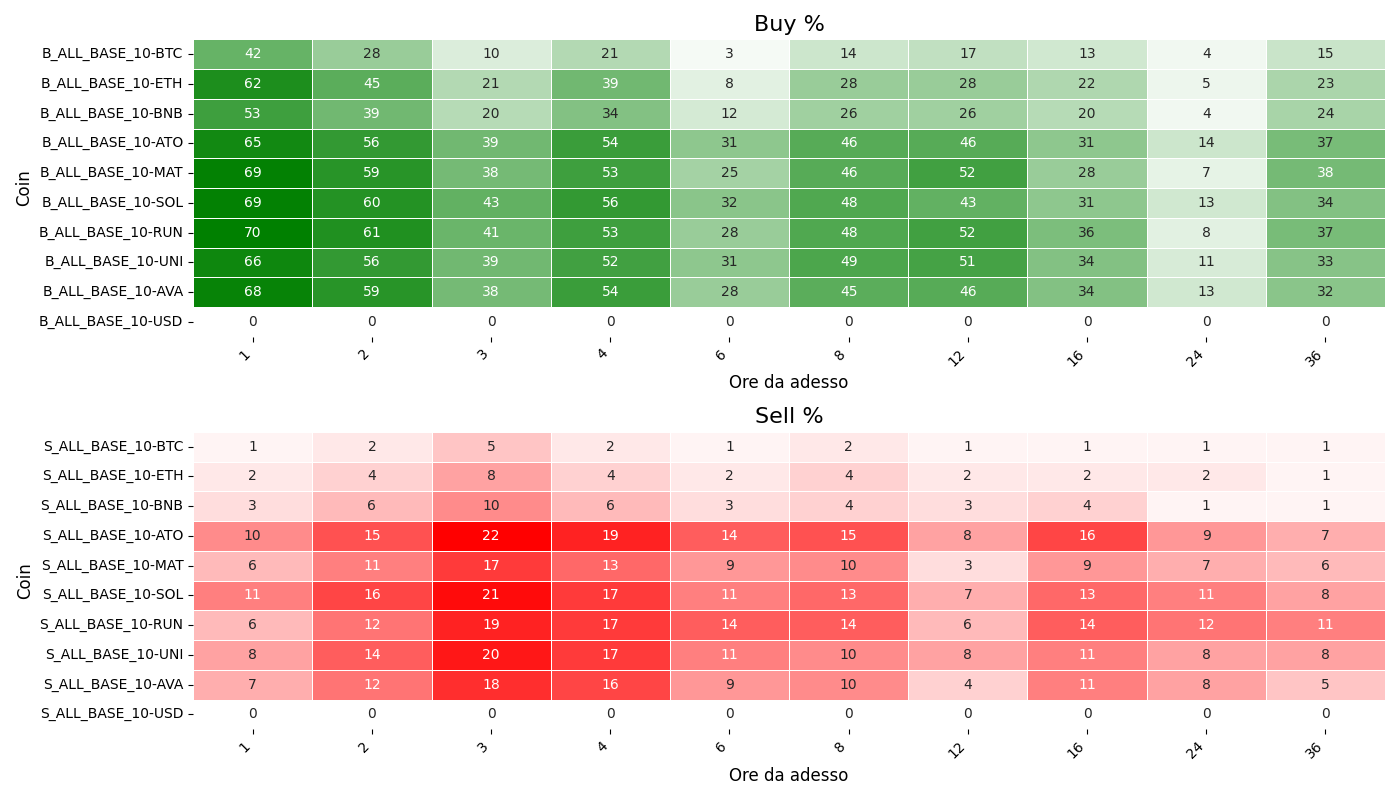 Buy %
Coin
B_ALL_BASE_10-BTC 42 28 10 21 3 14 17 13 4 15
B_ALL_BASE_10-ETH 62 45 21 39 8 28 28 22 5 23
B_ALL_BASE_10-BNB 53 39 20 34 12 26 26 20 4 24
B_ALL_BASE_10-ATO 65 56 39 54 31 46 46 31 14 37
B_ALL_BASE_10-MAT 69 59 38 53 25 46 52 28 7 38
B_ALL_BASE_10-SOL 69 60 43 56 32 48 43 31 13 34
B_ALL_BASE_10-RUN 70 61 41 53 28 48 52 36 8 37
B_ALL_BASE_10-UNI 66 56 39 52 31 49 51 34 11 33
B_ALL_BASE_10-AVA 68 59 38 54 28 45 46 34 13 32
B_ALL_BASE_10-USD 0 0 0 0 0 0 0 0 0 0
1 2 3 4 6 8 12 16 24 36
Ore da adesso
Sell %
Coin
S_ALL_BASE_10-BTC 1 2 5 2 1 2 1 1 1 1
S_ALL_BASE_10-ETH 2 4 8 4 2 4 2 2 2 1
S_ALL_BASE_10-BNB 3 6 10 6 3 4 3 4 1 1
S_ALL_BASE_10-ATO 10 15 22 19 14 15 8 16 9 7
S_ALL_BASE_10-MAT 6 11 17 13 9 10 3 9 7 6
S_ALL_BASE_10-SOL 11 16 21 17 11 13 7 13 11 8
S_ALL_BASE_10-RUN 6 12 19 17 14 14 6 14 12 11
S_ALL_BASE_10-UNI 8 14 20 17 11 10 8 11 8 8
S_ALL_BASE_10-AVA 7 12 18 16 9 10 4 11 8 5
S_ALL_BASE_10-USD 0 0 0 0 0 0 0 0 0 0
1 2 3 4 6 8 12 16 24 36
Ore da adesso